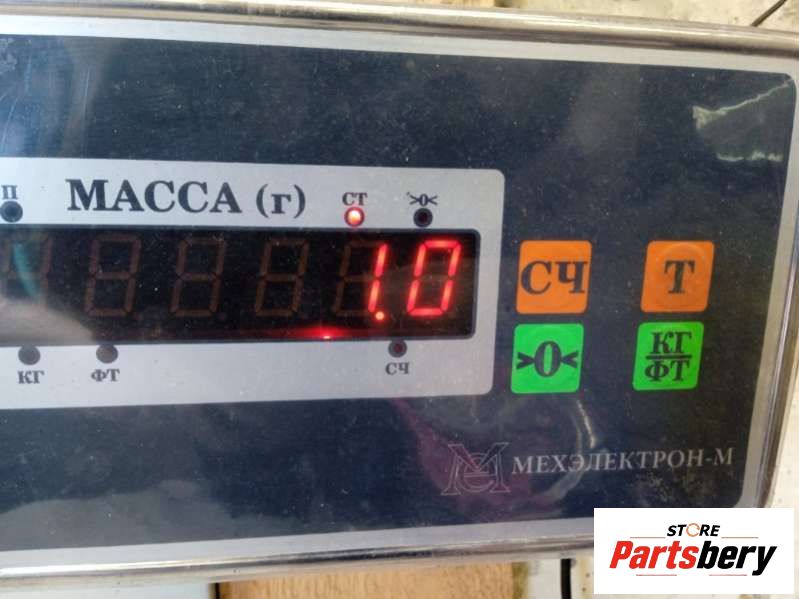 П
МАССА (г) СТ >0<
1.0
КГ ФТ СЧ
СЧ Т
>0< КГ/ФТ
МЕХЭЛЕКТРОН-М
STORE
Partsbery